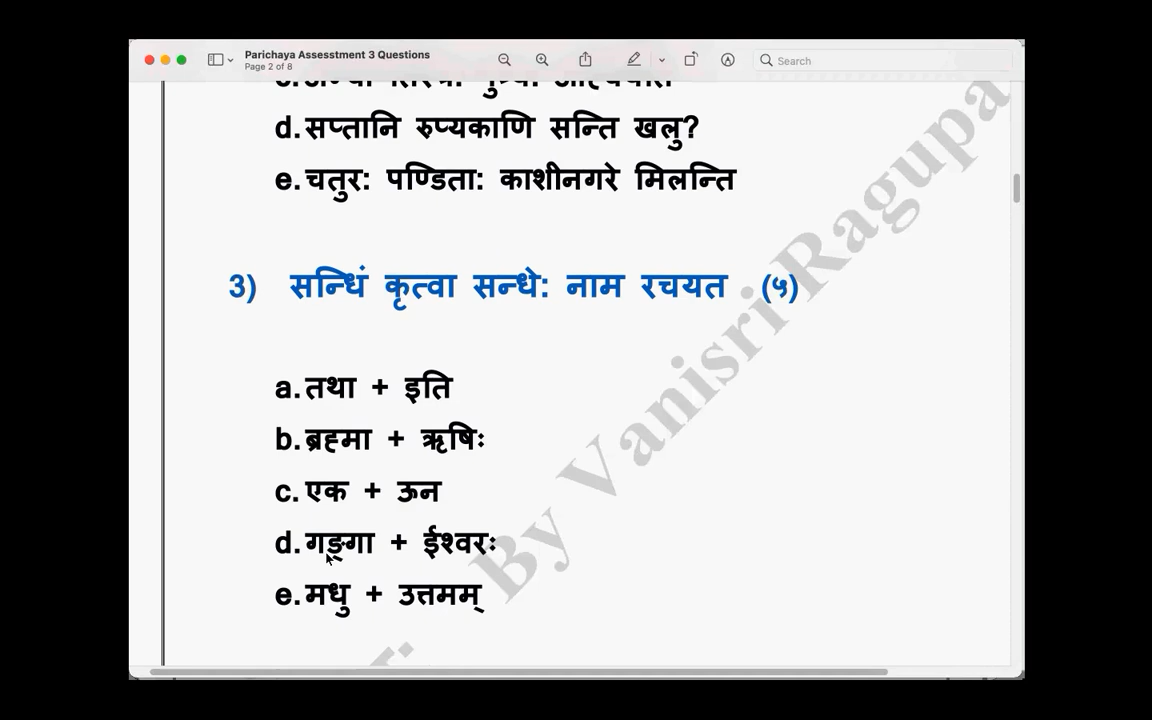 Parichaya Assesstment 3 Questions
Page 2 of 8
Search
d. सप्तानि रुप्यकाणि सन्ति खलु?
e. चतुर: पण्डिता: काशीनगरे मिलन्ति
3) सन्धिं कृत्वा सन्धे: नाम रचयत (५)
a. तथा + इति
b. ब्रह्मा + ऋषिः
c. एक + ऊन
d. गङ्गा + ईश्वरः
e. मधु + उत्तमम्
By Vanisri Ragupa